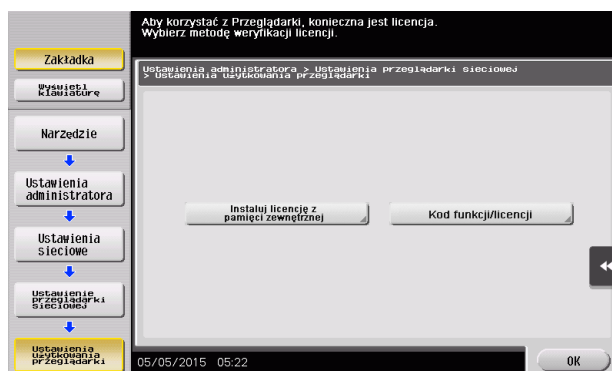 Aby korzystać z Przeglądarki, konieczna jest licencja.
Wybierz metodę weryfikacji licencji.
Zakładka
Wyświetl
klawiaturę
Ustawienia administratora > Ustawienia przeglądarki sieciowej
> Ustawienia użytkowania przeglądarki
Narzędzie
Ustawienia
administratora
Instaluj licencję z
pamięci zewnętrznej
Kod funkcji/licencji
Ustawienia
sieciowe
Ustawienie
przeglądarki
sieciowej
Ustawienia
użytkowania
przeglądarki
05/05/2015 05:22
OK